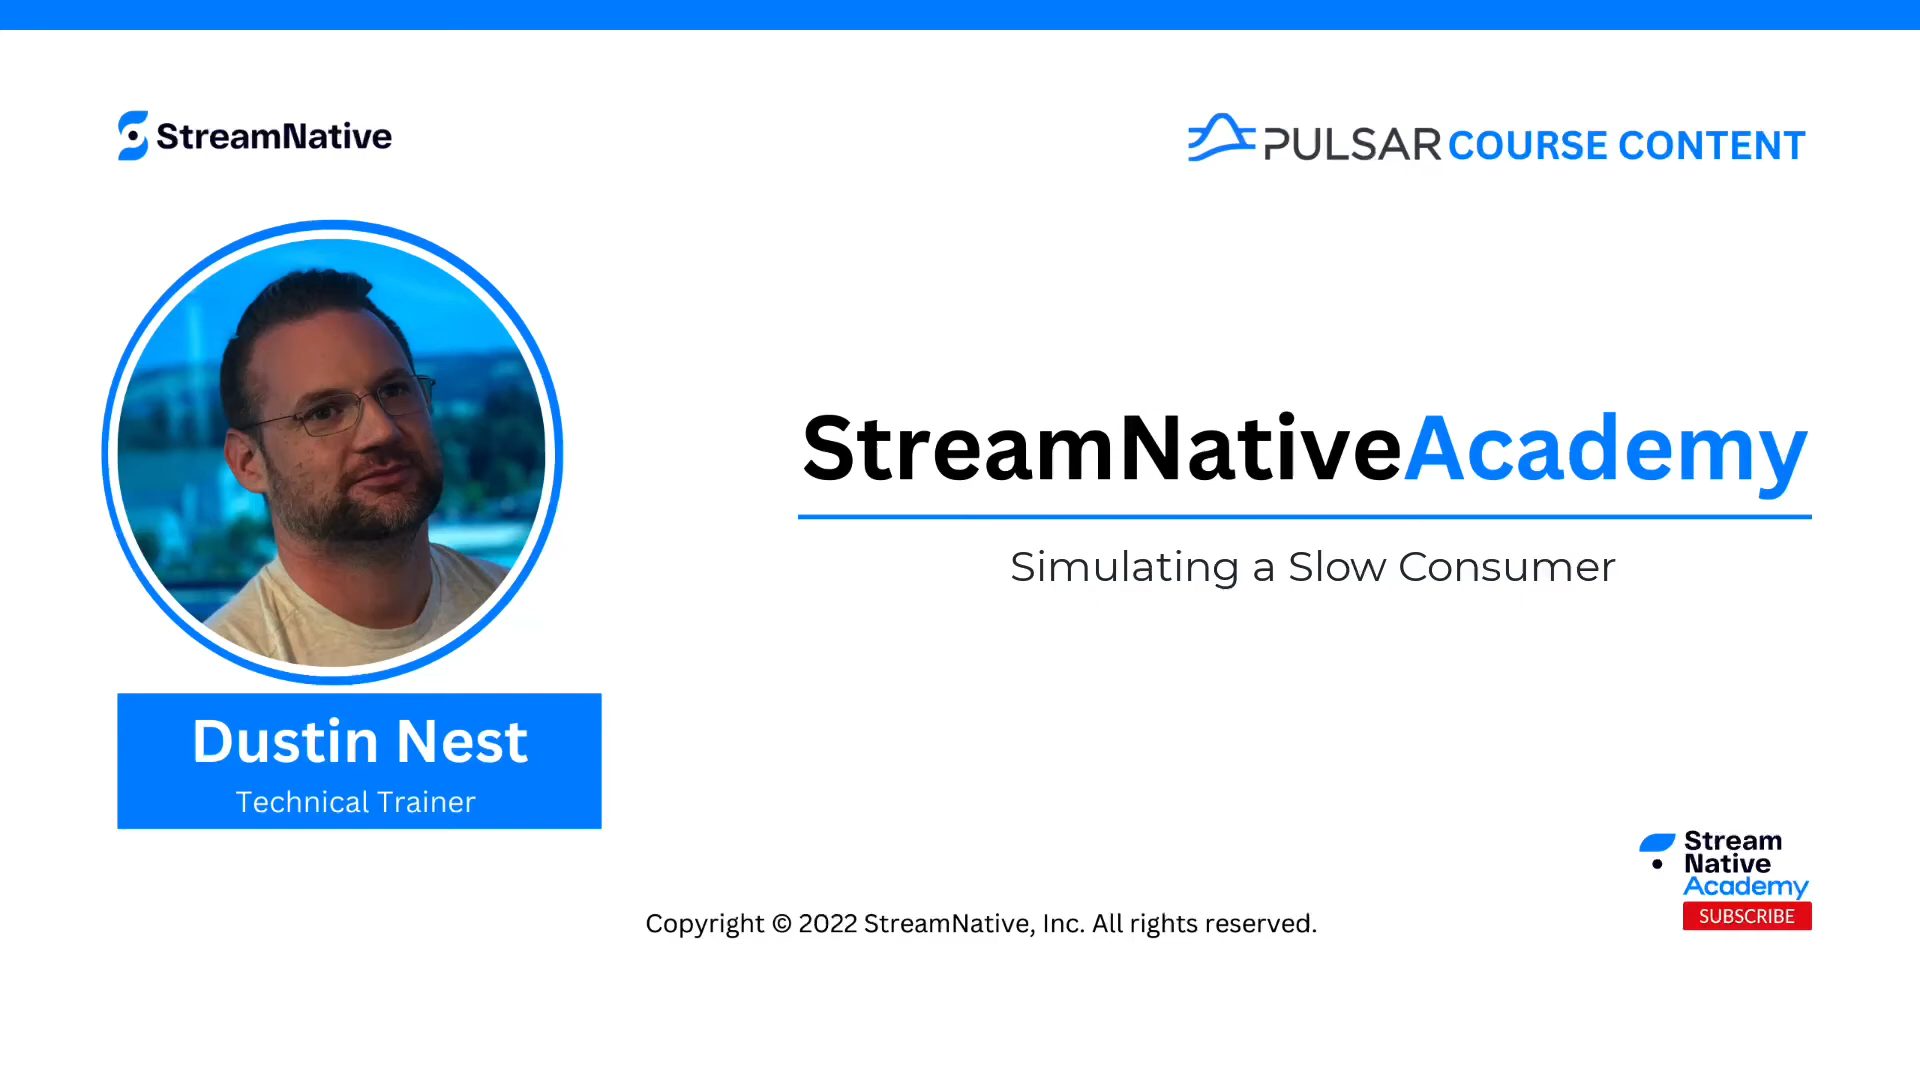 StreamNative
PULSAR COURSE CONTENT
StreamNativeAcademy
Simulating a Slow Consumer
Dustin Nest
Technical Trainer
Stream
Native
Academy
SUBSCRIBE
Copyright © 2022 StreamNative, Inc. All rights reserved.